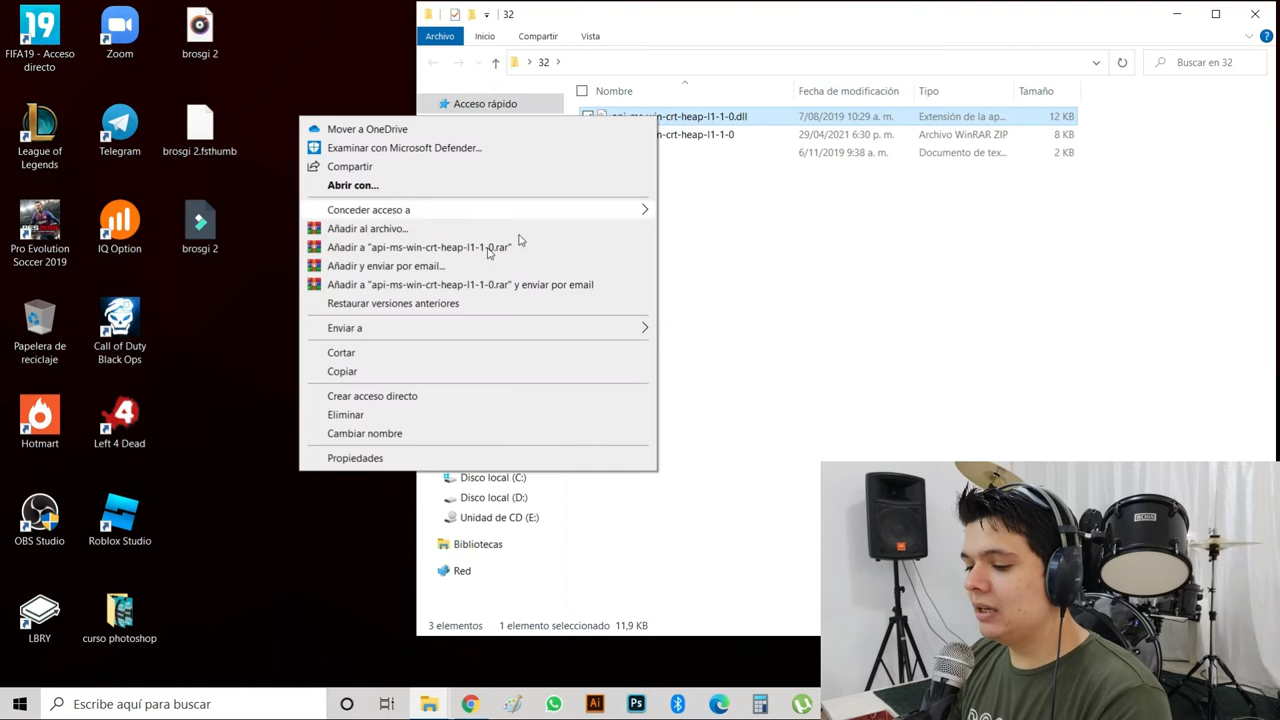 FIFA19 - Acceso directo
Zoom
brosgi 2
League of Legends
Telegram
brosgi 2.fsthumb
Pro Evolution Soccer 2019
IQ Option
brosgi 2
Papelera de reciclaje
Call of Duty Black Ops
Hotmart
Left 4 Dead
OBS Studio
Roblox Studio
LBRY
curso photoshop
32
Archivo
Inicio
Compartir
Vista
32
Buscar en 32
Acceso rápido
Nombre
Fecha de modificación
Tipo
Tamaño
api-ms-win-crt-heap-l1-1-0.dll
7/08/2019 10:29 a. m.
Extensión de la ap...
12 KB
-win-crt-heap-l1-1-0
29/04/2021 6:30 p. m.
Archivo WinRAR ZIP
8 KB
6/11/2019 9:38 a. m.
Documento de tex...
2 KB
Mover a OneDrive
Examinar con Microsoft Defender...
Compartir
Abrir con...
Conceder acceso a
Añadir al archivo...
Añadir a "api-ms-win-crt-heap-l1-1-0.rar"
Añadir y enviar por email...
Añadir a "api-ms-win-crt-heap-l1-1-0.rar" y enviar por email
Restaurar versiones anteriores
Enviar a
Cortar
Copiar
Crear acceso directo
Eliminar
Cambiar nombre
Propiedades
Disco local (C:)
Disco local (D:)
Unidad de CD (E:)
Bibliotecas
Red
3 elementos
1 elemento seleccionado 11,9 KB
Escribe aquí para buscar
Ai
Ps
BOSS